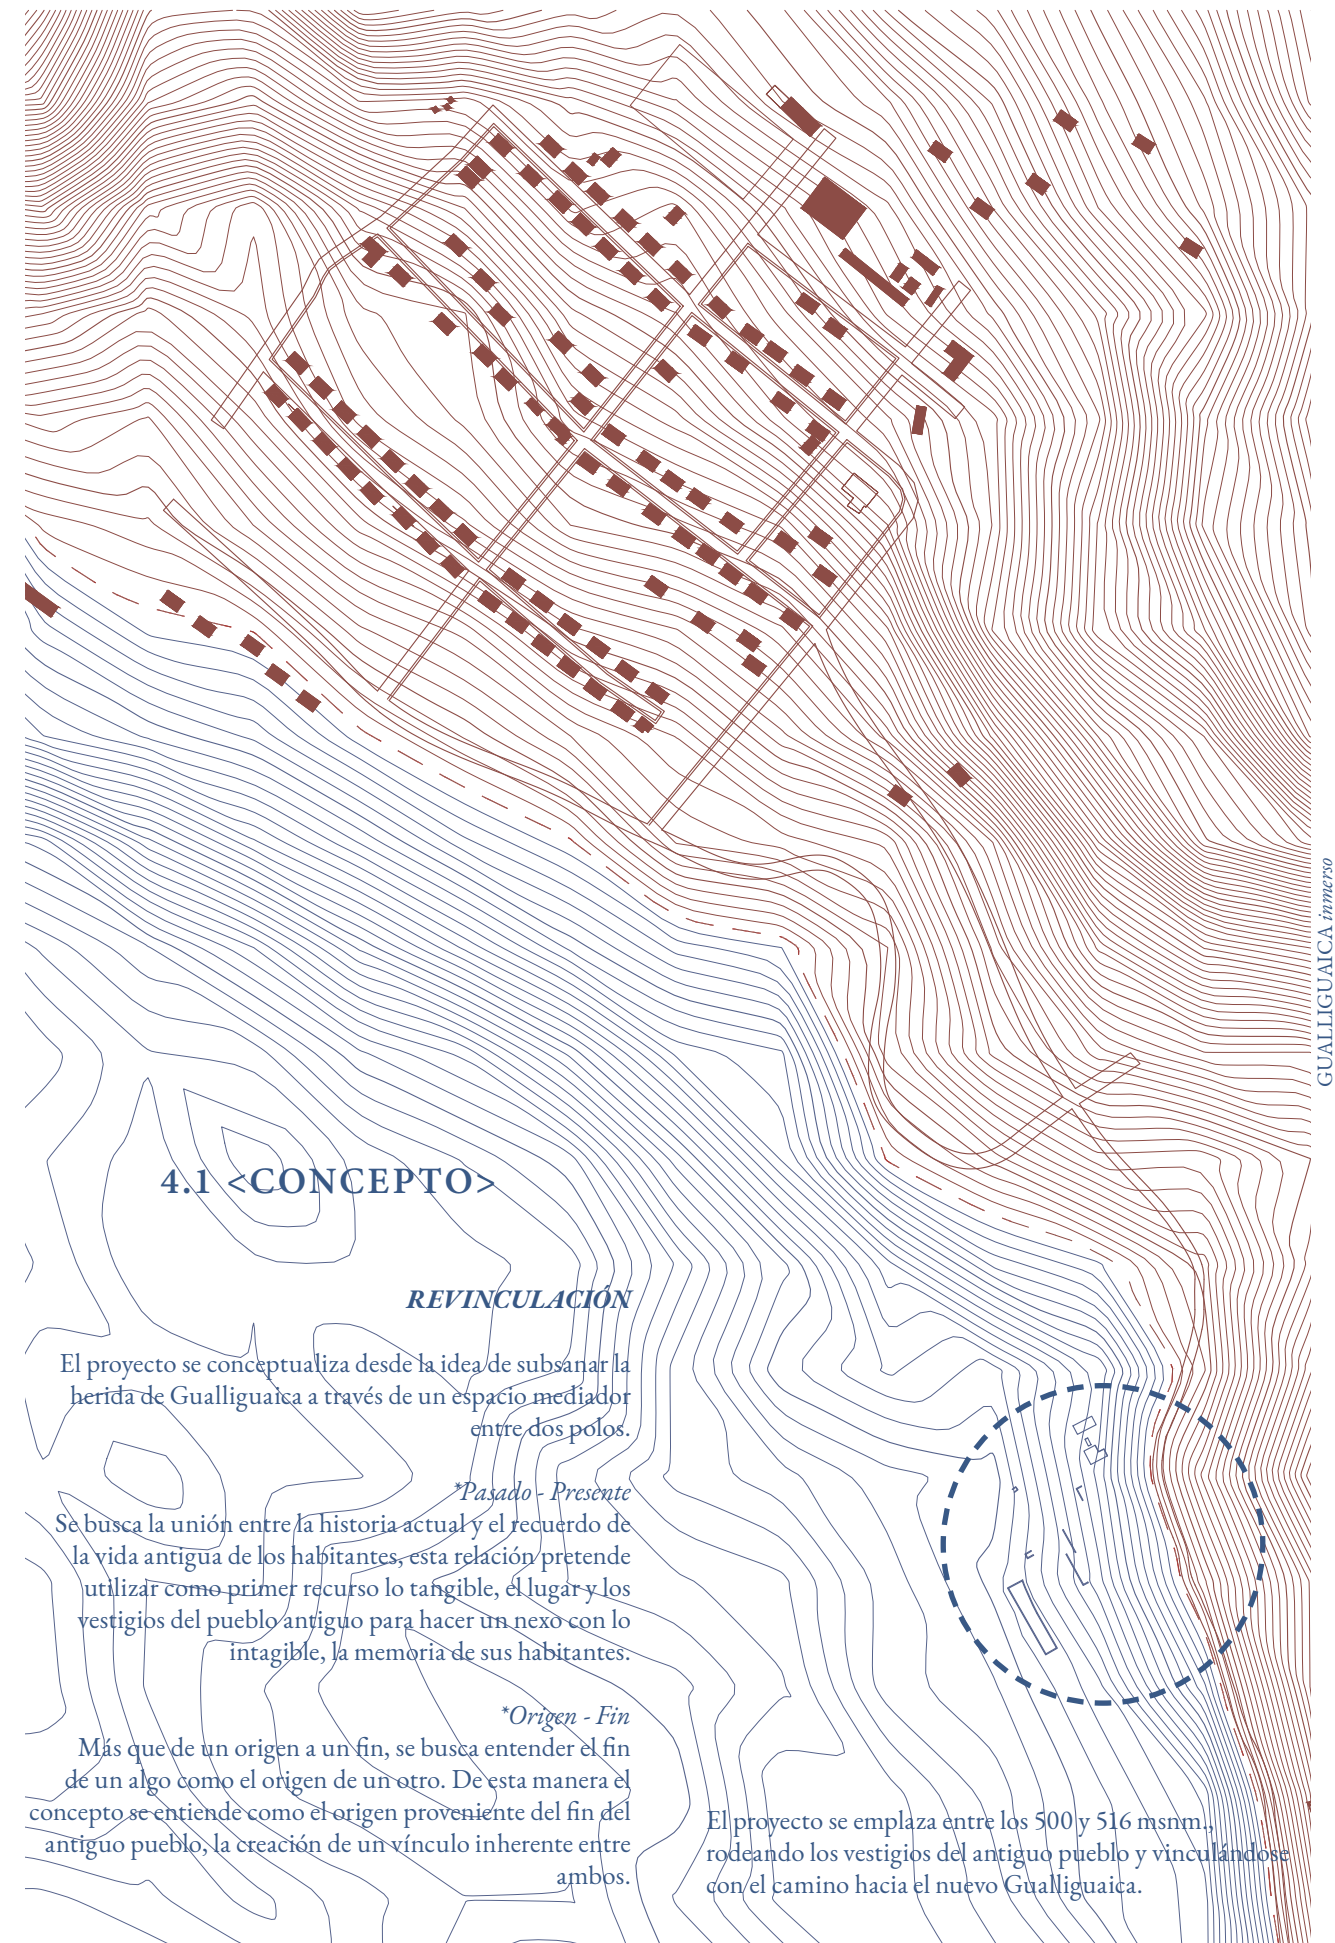 GUALLIGUAICA inmerso
4.1 <CONCEPTO>
REVINCULACIÓN
El proyecto se conceptualiza desde la idea de subsanar la
herida de Gualliguaica a través de un espacio mediador
entre dos polos.
*Pasado - Presente
Se busca la unión entre la historia actual y el recuerdo de
la vida antigua de los habitantes, esta relación pretende
utilizar como primer recurso lo tangible, el lugar y los
vestigios del pueblo antiguo para hacer un nexo con lo
intagible, la memoria de sus habitantes.
*Origen - Fin
Más que de un origen a un fin, se busca entender el fin
de un algo como el origen de un otro. De esta manera el
concepto se entiende como el origen proveniente del fin del
antiguo pueblo, la creación de un vínculo inherente entre
ambos.
El proyecto se emplaza entre los 500 y 516 msnm.,
rodeando los vestigios del antiguo pueblo y vinculándose
con el camino hacia el nuevo Gualliguaica.